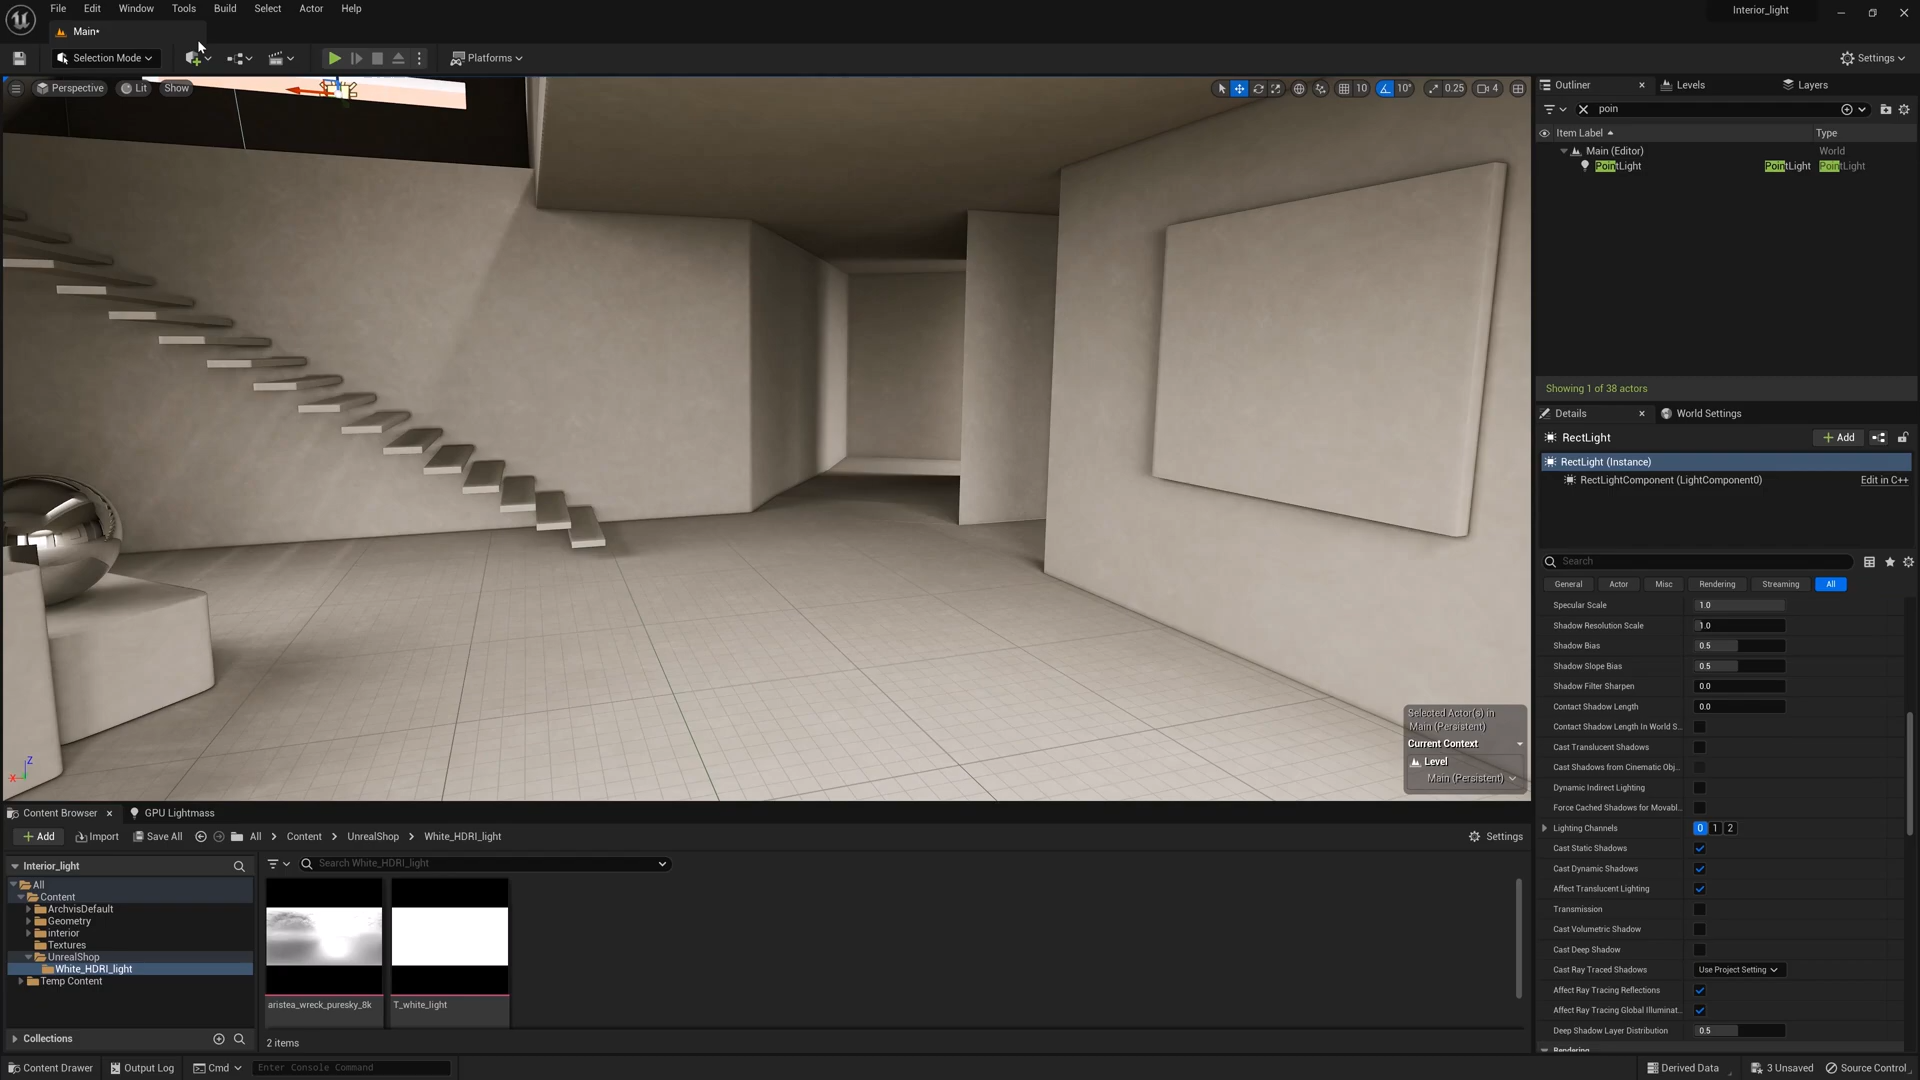 File Edit Window Tools Build Select Actor Help
Interior_light
Main*
Selection Mode
Platforms
Settings
Perspective Lit Show
10 10° 0.25 4
Outliner Levels Layers
poin
Item Label Type
Main (Editor) World
PointLight PointLight PointLight
Showing 1 of 38 actors
Details World Settings
RectLight
Add
RectLight (Instance)
RectLightComponent (LightComponent0) Edit in C++
Search
General Actor Misc Rendering Streaming All
Specular Scale 1.0
Shadow Resolution Scale 1.0
Shadow Bias 0.5
Shadow Slope Bias 0.5
Shadow Filter Sharpen 0.0
Contact Shadow Length 0.0
Contact Shadow Length In World S...
Cast Translucent Shadows
Cast Shadows from Cinematic Obj...
Dynamic Indirect Lighting
Force Cached Shadows for Movabl...
Lighting Channels 0 1 2
Cast Static Shadows
Cast Dynamic Shadows
Affect Translucent Lighting
Transmission
Cast Volumetric Shadow
Cast Deep Shadow
Cast Ray Traced Shadows Use Project Setting
Affect Ray Tracing Reflections
Affect Ray Tracing Global Illuminat...
Deep Shadow Layer Distribution 0.5
Rendering
Selected Actor(s) in
Main (Persistent)
Current Context
Level
Main (Persistent)
Z
X
Content Browser GPU Lightmass
Add Import Save All All Content UnrealShop White_HDRI_light Settings
Interior_light
Search White_HDRI_light
All
Content
ArchvisDefault
Geometry
interior
Textures
UnrealShop
White_HDRI_light
Temp Content
aristea_wreck_puresky_8k T_white_light
Collections
2 items
Content Drawer Output Log Cmd Enter Console Command
Derived Data 3 Unsaved Source Control